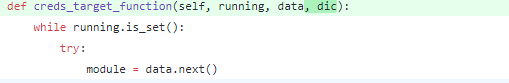 def creds_target_function(self, running, data, dic):
    while running.is_set():
        try:
            module = data.next()